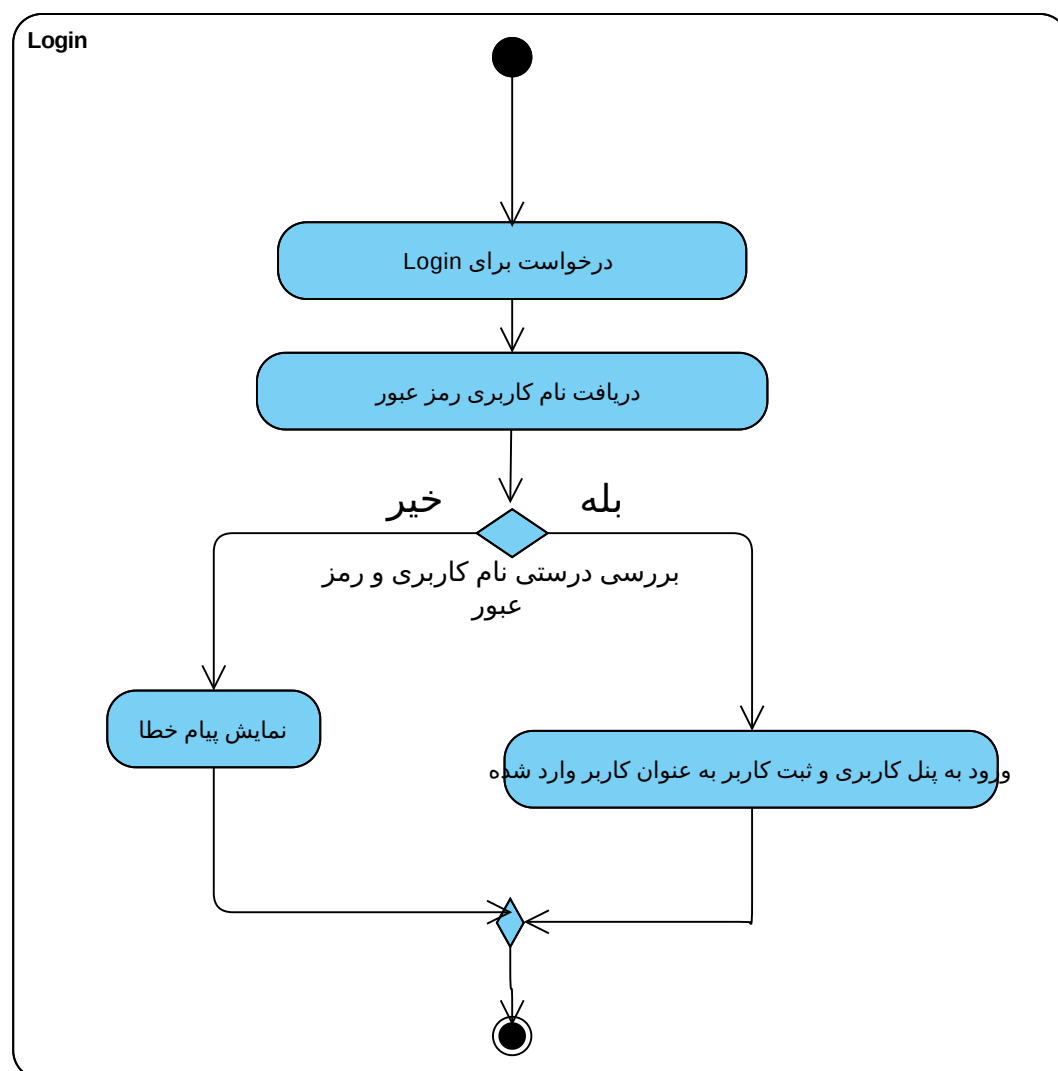 Login
درخواست برای Login
دریافت نام کاربری رمز عبور
بله
خیر
بررسی درستی نام کاربری و رمز
عبور
نمایش پیام خطا
ورود به پنل کاربری و ثبت کاربر به عنوان کاربر وارد شده